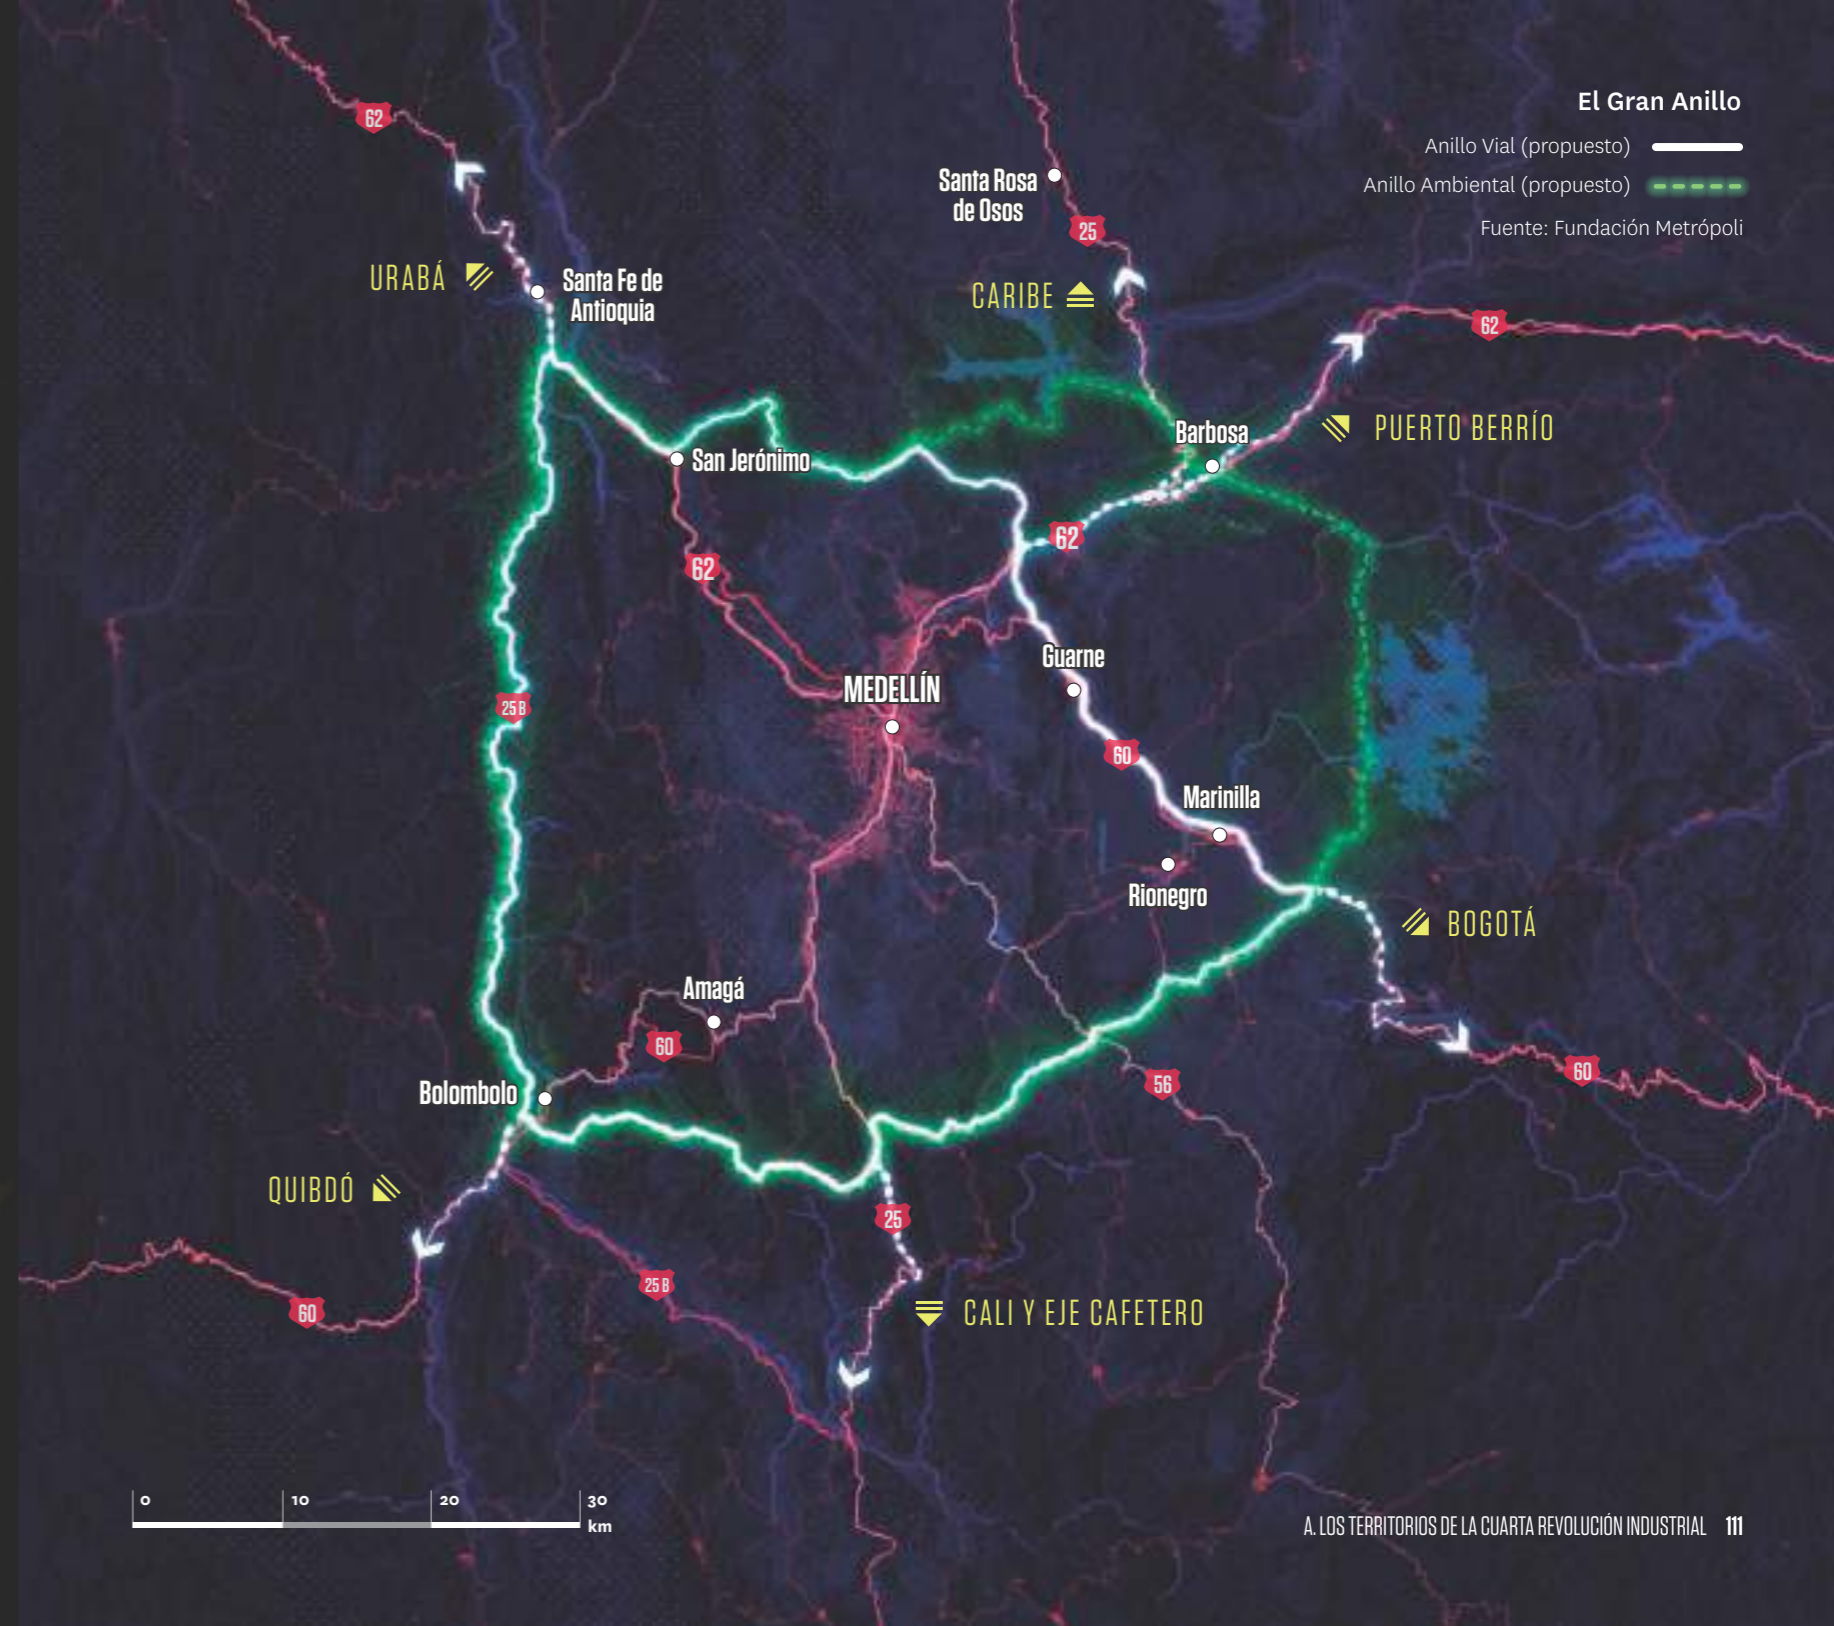 El Gran Anillo
Anillo Vial (propuesto)
Anillo Ambiental (propuesto)
Fuente: Fundación Metrópoli
62
Santa Rosa
de Osos
25
URABÁ
Santa Fe de
Antioquia
CARIBE
62
Barbosa
PUERTO BERRÍO
San Jerónimo
62
62
Guarne
MEDELLÍN
25 B
60
Marinilla
Rionegro
BOGOTÁ
Amagá
60
60
56
Bolombolo
QUIBDÓ
25
25 B
60
CALI Y EJE CAFETERO
0 10 20 30
km
A. LOS TERRITORIOS DE LA CUARTA REVOLUCIÓN INDUSTRIAL 111